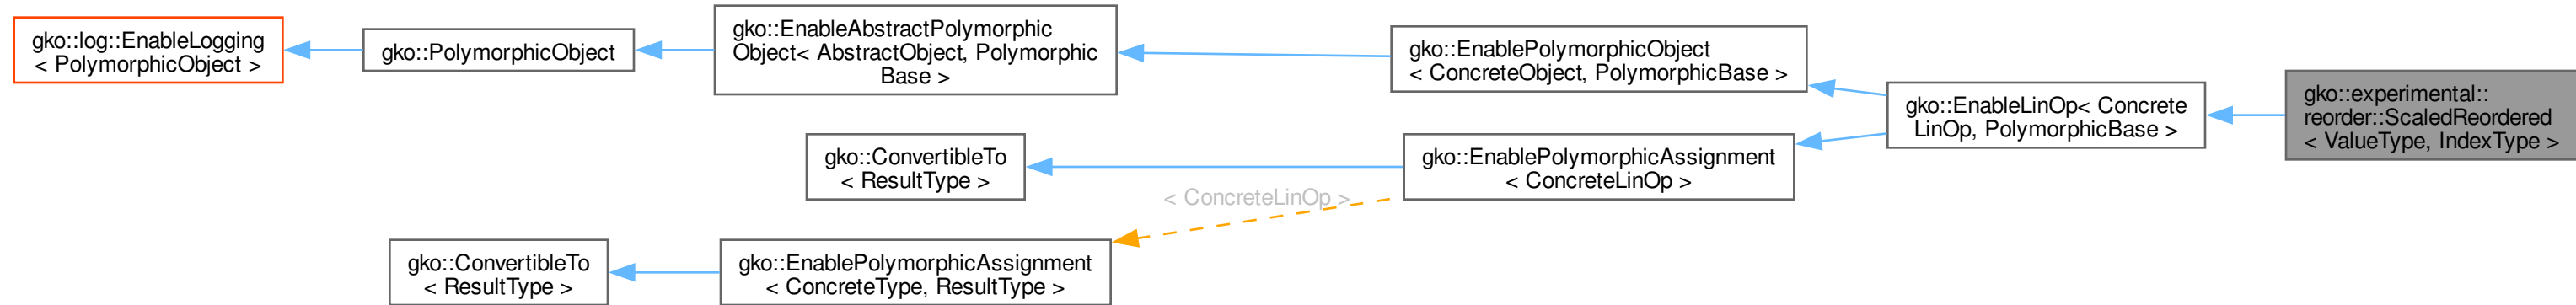 gko::log::EnableLogging
< PolymorphicObject >
gko::PolymorphicObject
gko::EnableAbstractPolymorphic
Object< AbstractObject, Polymorphic
Base >
gko::EnablePolymorphicObject
< ConcreteObject, PolymorphicBase >
gko::EnableLinOp< Concrete
LinOp, PolymorphicBase >
gko::experimental::
reorder::ScaledReordered
< ValueType, IndexType >
gko::ConvertibleTo
< ResultType >
gko::EnablePolymorphicAssignment
< ConcreteLinOp >
< ConcreteLinOp >
gko::ConvertibleTo
< ResultType >
gko::EnablePolymorphicAssignment
< ConcreteType, ResultType >